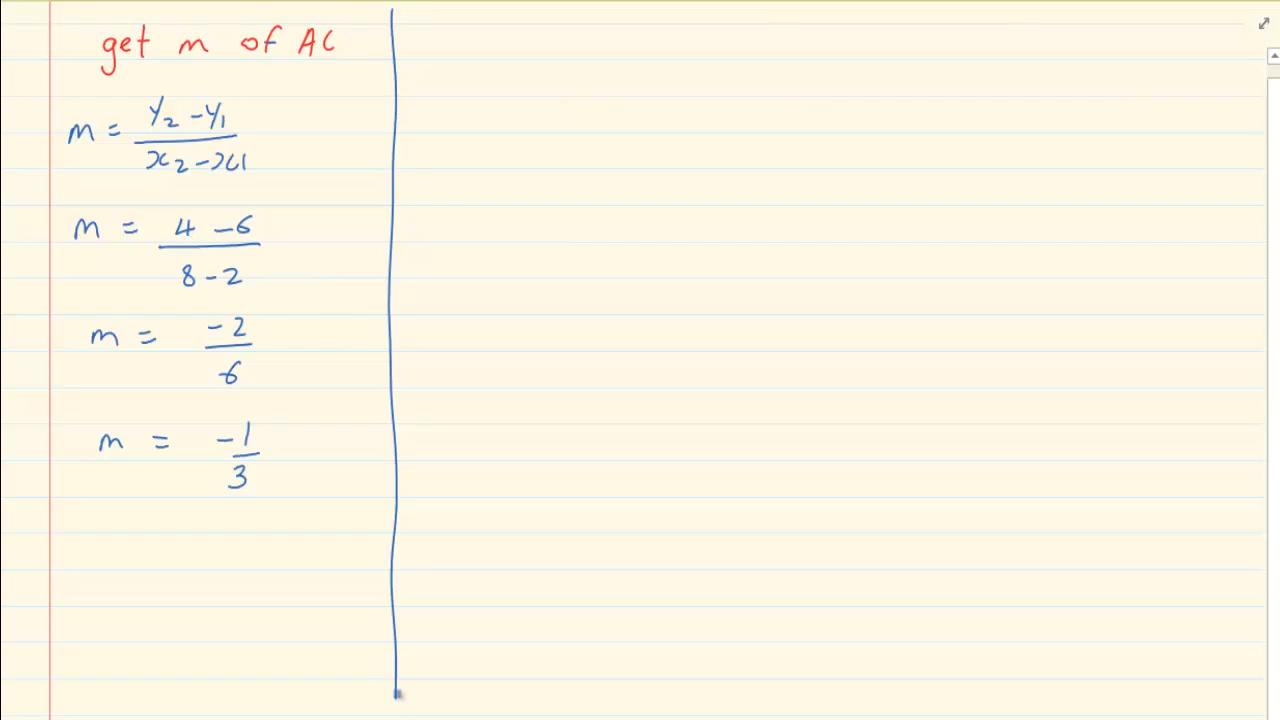 get m of AC
m = y₂ - y₁ / x₂ - x1
m = 4 - 6 / 8 - 2
m = -2 / 6
m = -1 / 3